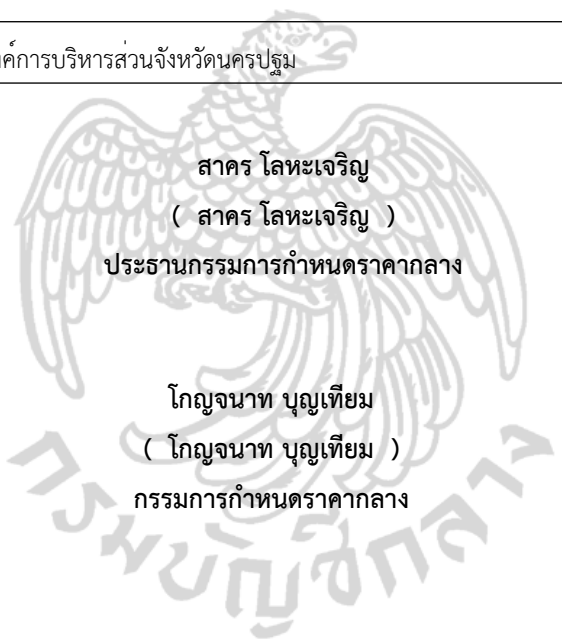 ค์การบริหารส่วนจังหวัดนครปฐม
สาคร โลหะเจริญ
( สาคร โลหะเจริญ )
ประธานกรรมการกำหนดราคากลาง
โกญจนาท บุญเทียม
( โกญจนาท บุญเทียม )
กรรมการกำหนดราคากลาง
กรมบัญชีกลาง